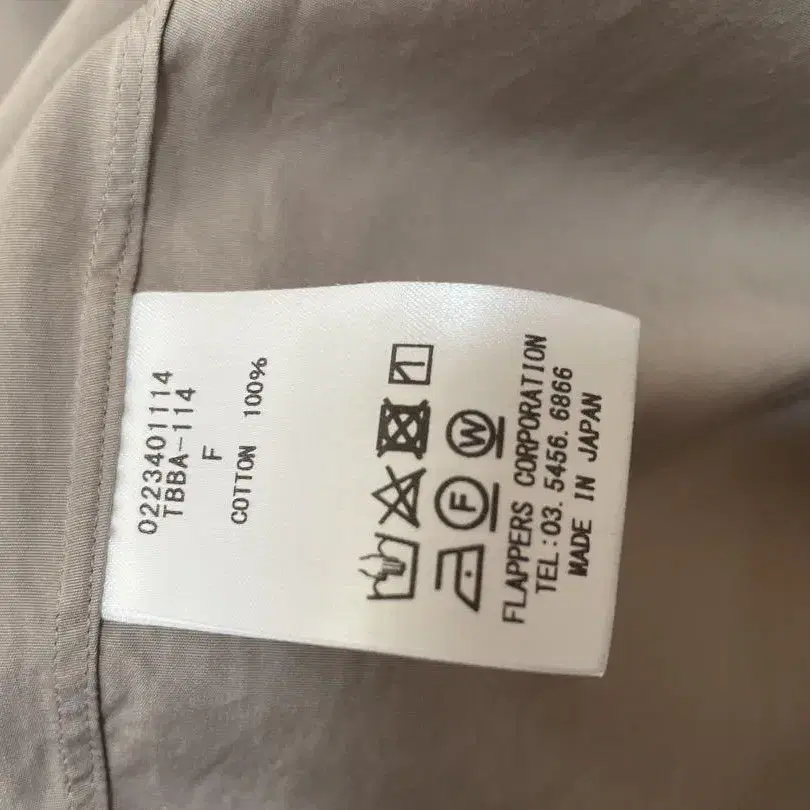 0223401114
TBBA-114
F
COTTON 100%
F W
FLAPPERS CORPORATION
TEL:03.5456.6866
MADE IN JAPAN